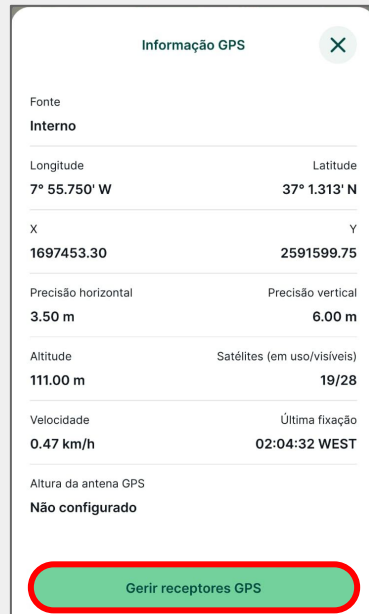 Informação GPS
Fonte
Interno
Longitude Latitude
7° 55.750' W 37° 1.313' N
X Y
1697453.30 2591599.75
Precisão horizontal Precisão vertical
3.50 m 6.00 m
Altitude Satélites (em uso/visíveis)
111.00 m 19/28
Velocidade Última fixação
0.47 km/h 02:04:32 WEST
Altura da antena GPS
Não configurado
Gerir receptores GPS